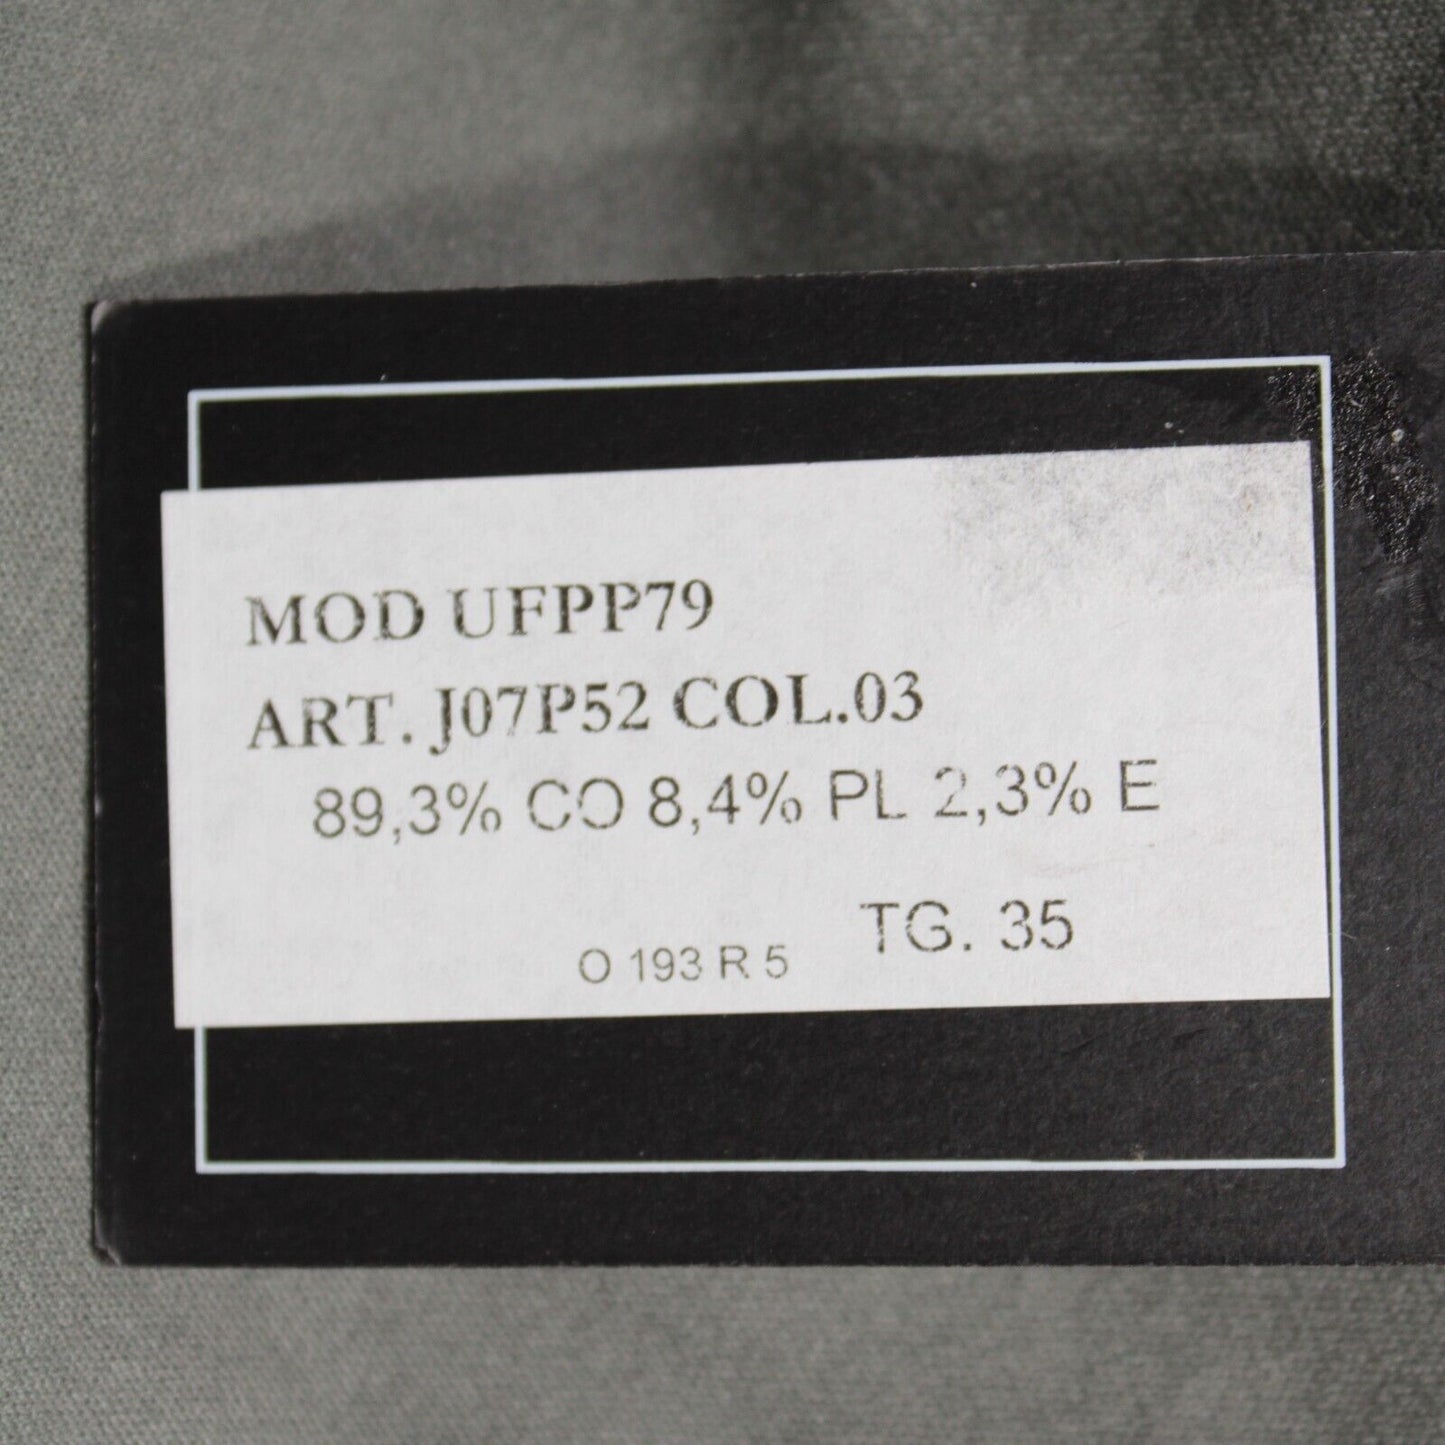 MOD UFPP79
ART. J07P52 COL.03
89,3% CO 8,4% PL 2,3% E
TG. 35
O 193 R 5